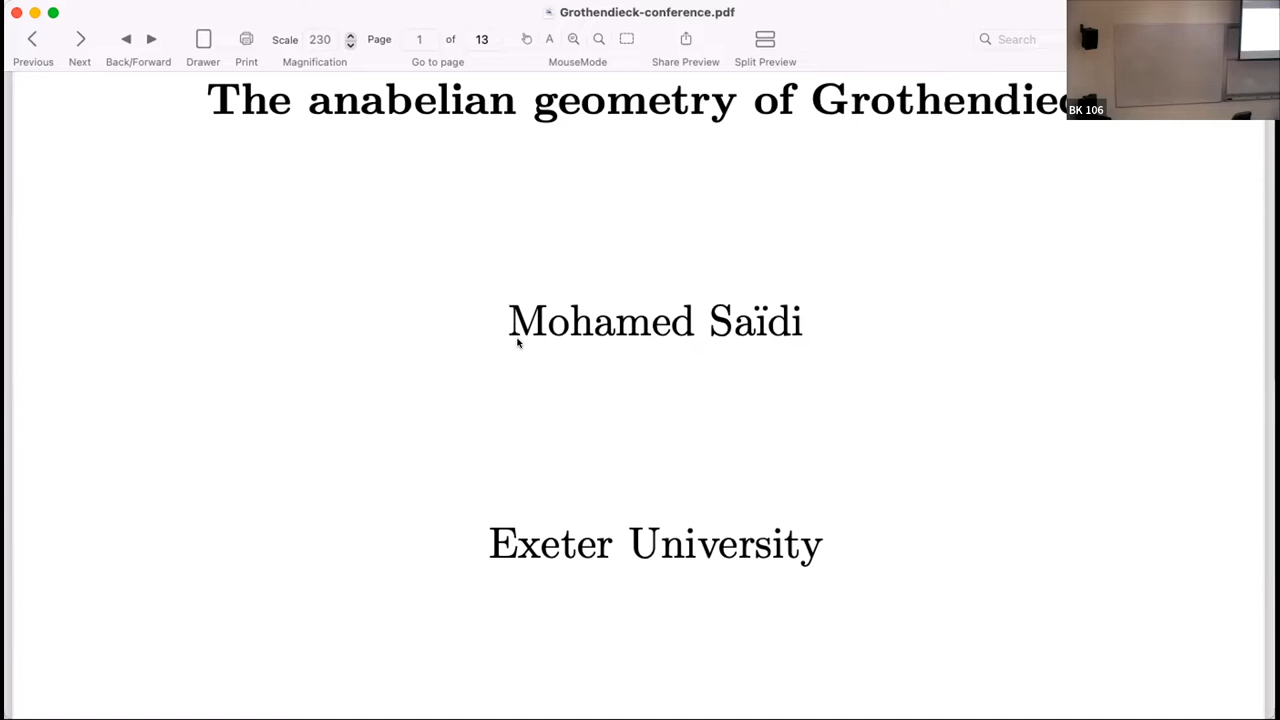 Grothendieck-conference.pdf
Scale 230
Page 1 of 13
Search
Previous Next Back/Forward Drawer Print Magnification Go to page MouseMode Share Preview Split Preview
A
BK 106
The anabelian geometry of
Mohamed Saïdi
Exeter University